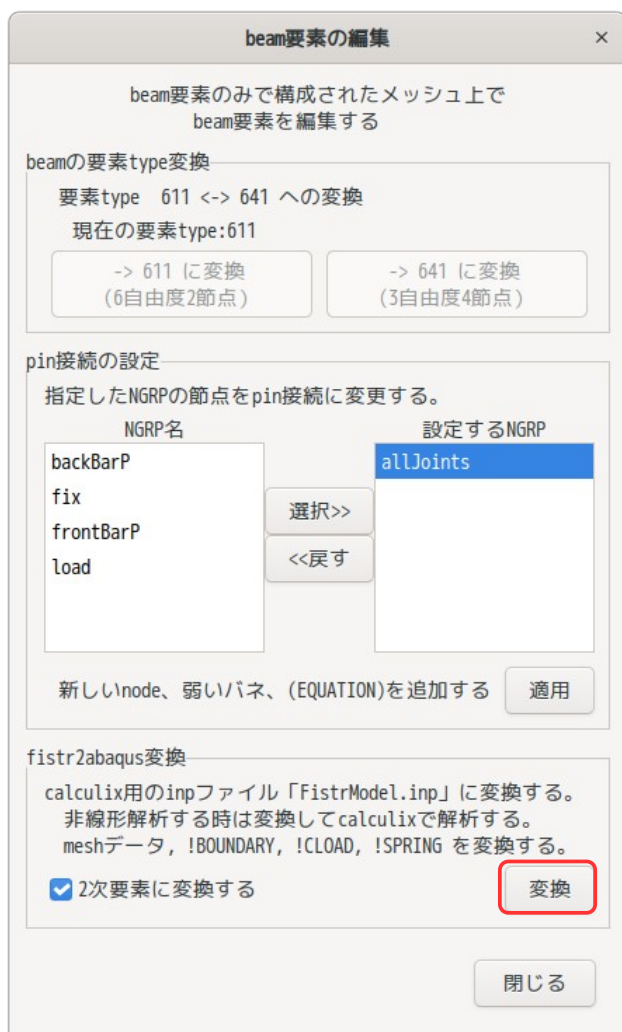 beam要素の編集 ×
beam要素のみで構成されたメッシュ上で
beam要素を編集する
beamの要素type変換
要素type 611 <-> 641 への変換
現在の要素type:611
-> 611 に変換
(6自由度2節点)
-> 641 に変換
(3自由度4節点)
pin接続の設定
指定したNGRPの節点をpin接続に変更する。
NGRP名
設定するNGRP
backBarP
fix
frontBarP
load
選択>>
<<戻す
allJoints
新しいnode、弱いバネ、(EQUATION)を追加する
適用
fistr2abaqus変換
calculix用のinpファイル「FistrModel.inp」に変換する。
非線形解析する時は変換してcalculixで解析する。
meshデータ, !BOUNDARY, !CLOAD, !SPRING を変換する。
2次要素に変換する
変換
閉じる